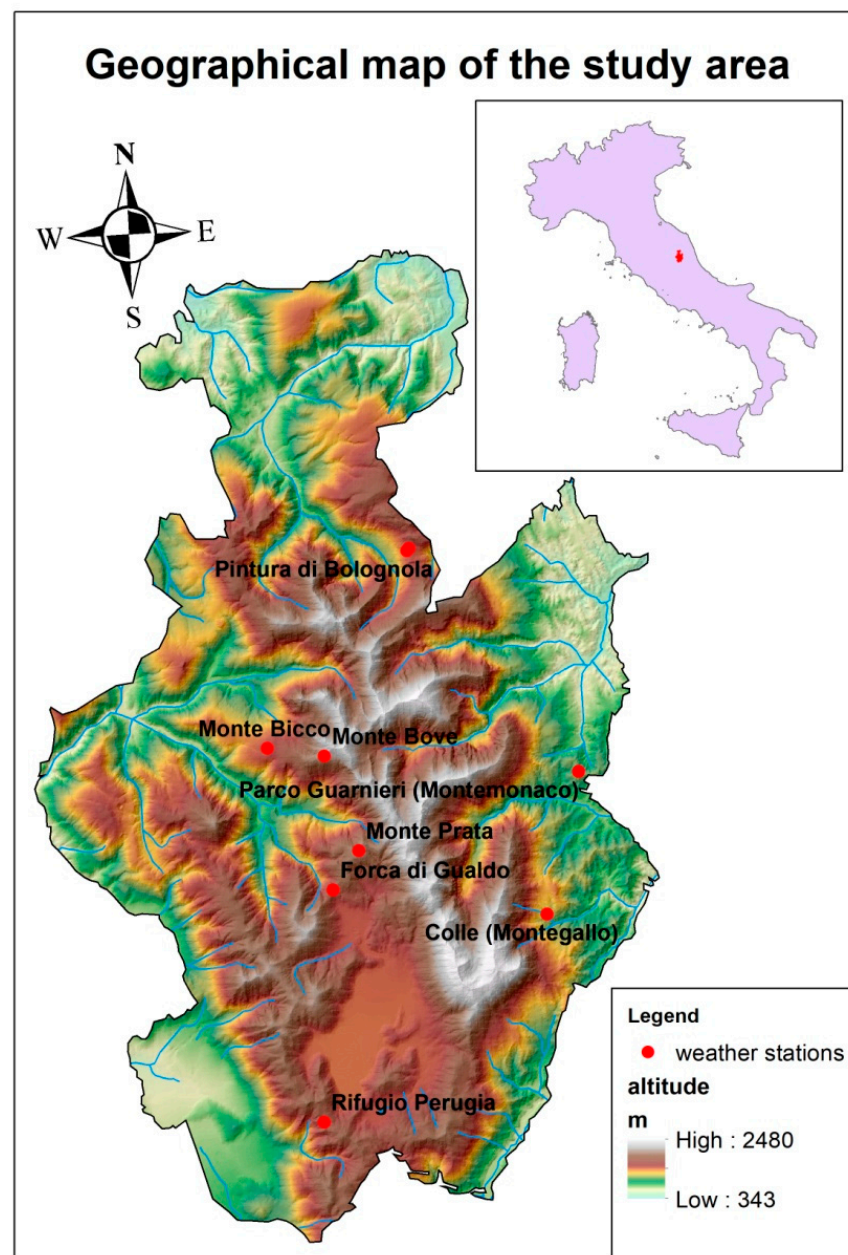 Geographical map of the study area
N
W
E
S
Pintura di Bolognola
Monte Bicco
Monte Bove
Parco Guarnieri (Montemonaco)
Monte Prata
Forca di Gualdo
Colle (Montegallo)
Rifugio Perugia
Legend
weather stations
altitude
m
High : 2480
Low : 343